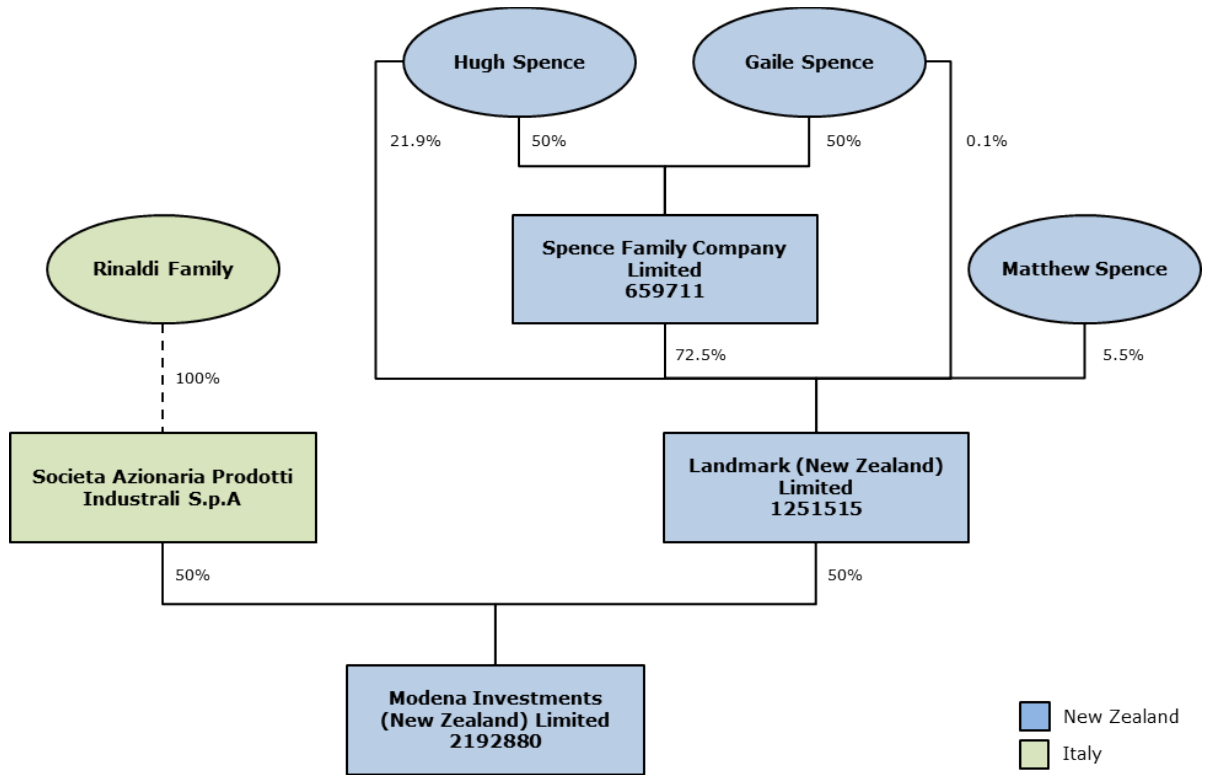 Hugh Spence
Gaile Spence
21.9%
50%
50%
0.1%
Spence Family Company
Limited
659711
Rinaldi Family
Matthew Spence
72.5%
5.5%
100%
Societa Azionaria Prodotti
Industrali S.p.A
Landmark (New Zealand)
Limited
1251515
50%
50%
Modena Investments
(New Zealand) Limited
2192880
New Zealand
Italy